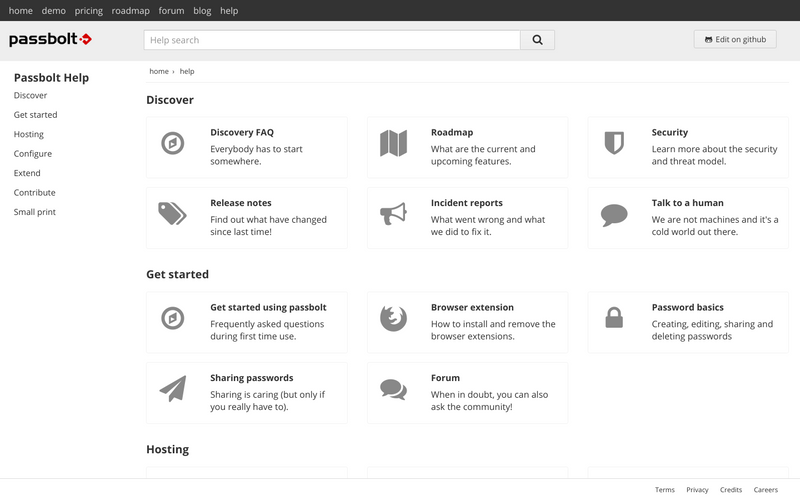 home demo pricing roadmap forum blog help
passbolt
Help search
Edit on github
Passbolt Help
Discover
Get started
Hosting
Configure
Extend
Contribute
Small print
home › help
Discover
Discovery FAQ
Everybody has to start
somewhere.
Roadmap
What are the current and
upcoming features.
Security
Learn more about the security
and threat model.
Release notes
Find out what have changed
since last time!
Incident reports
What went wrong and what
we did to fix it.
Talk to a human
We are not machines and it's a
cold world out there.
Get started
Get started using passbolt
Frequently asked questions
during first time use.
Browser extension
How to install and remove the
browser extensions.
Password basics
Creating, editing, sharing and
deleting passwords
Sharing passwords
Sharing is caring (but only if
you really have to).
Forum
When in doubt, you can also
ask the community!
Hosting
Terms Privacy Credits Careers